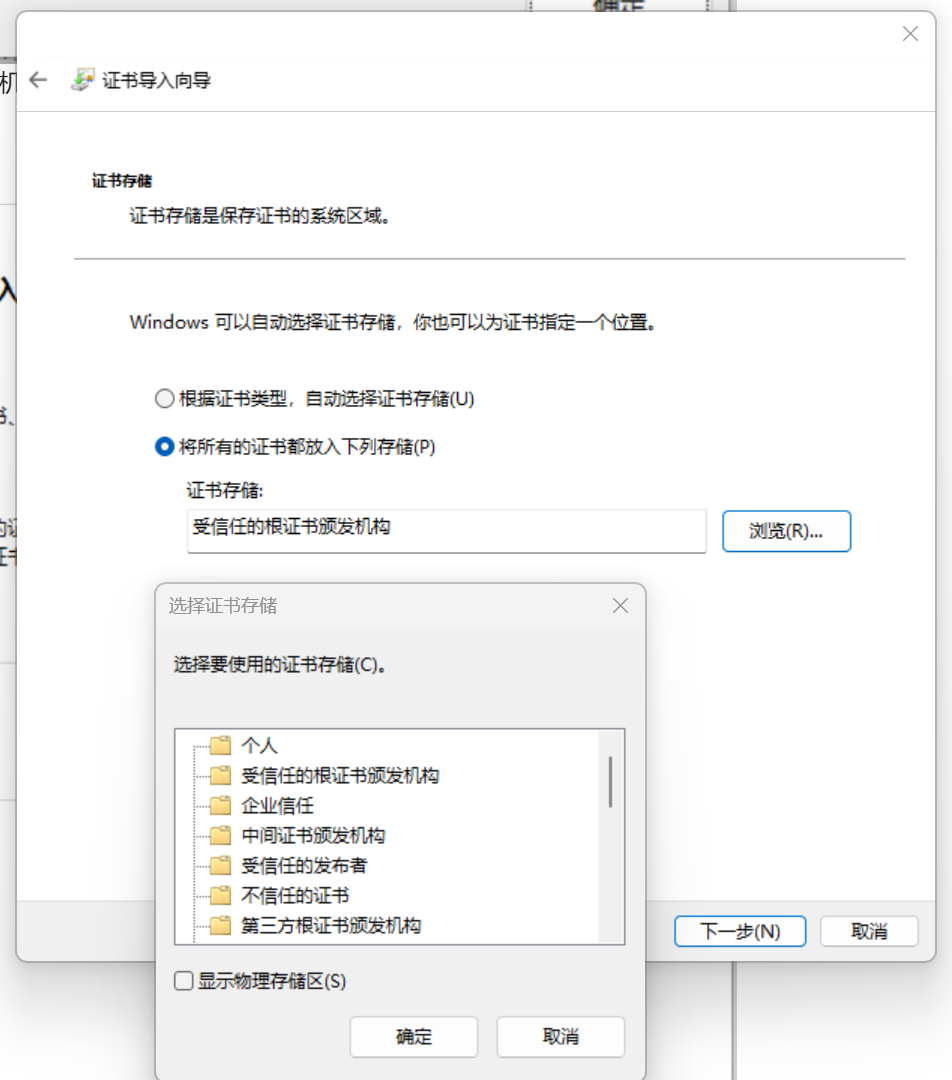 确定
机
证书导入向导
证书存储
证书存储是保存证书的系统区域。
入
Windows 可以自动选择证书存储，你也可以为证书指定一个位置。
根据证书类型，自动选择证书存储(U)
书、
将所有的证书都放入下列存储(P)
证书存储:
受信任的根证书颁发机构
浏览(R)...
的证
证书
选择证书存储
选择要使用的证书存储(C)。
个人
受信任的根证书颁发机构
企业信任
中间证书颁发机构
受信任的发布者
不信任的证书
第三方根证书颁发机构
下一步(N)
取消
显示物理存储区(S)
确定
取消